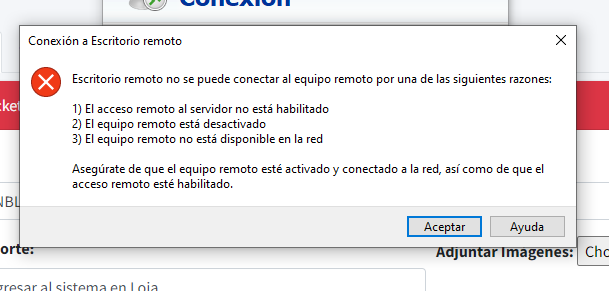 Conexión
Conexión a Escritorio remoto
Escritorio remoto no se puede conectar al equipo remoto por una de las siguientes razones:
1) El acceso remoto al servidor no está habilitado
2) El equipo remoto está desactivado
3) El equipo remoto no está disponible en la red
Asegúrate de que el equipo remoto esté activado y conectado a la red, así como de que el
acceso remoto esté habilitado.
Aceptar
Ayuda
cket
NBL
orte:
Adjuntar Imagenes:
Cho
gresar al sistema en Loja